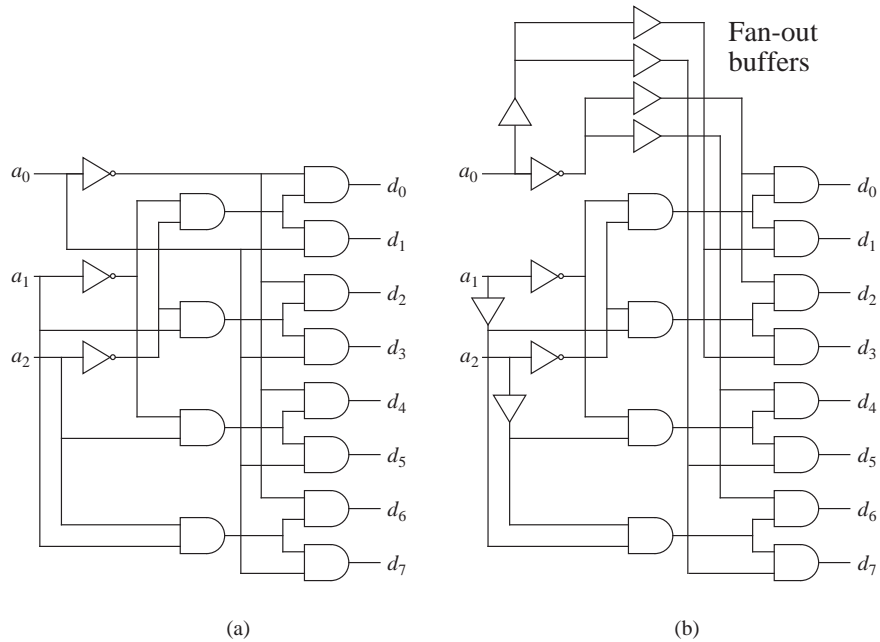 Fan-out
buffers
a₀
d₀
d₁
a₁
d₂
d₃
a₂
d₄
d₅
d₆
d₇
(a)
a₀
d₀
d₁
a₁
d₂
d₃
a₂
d₄
d₅
d₆
d₇
(b)